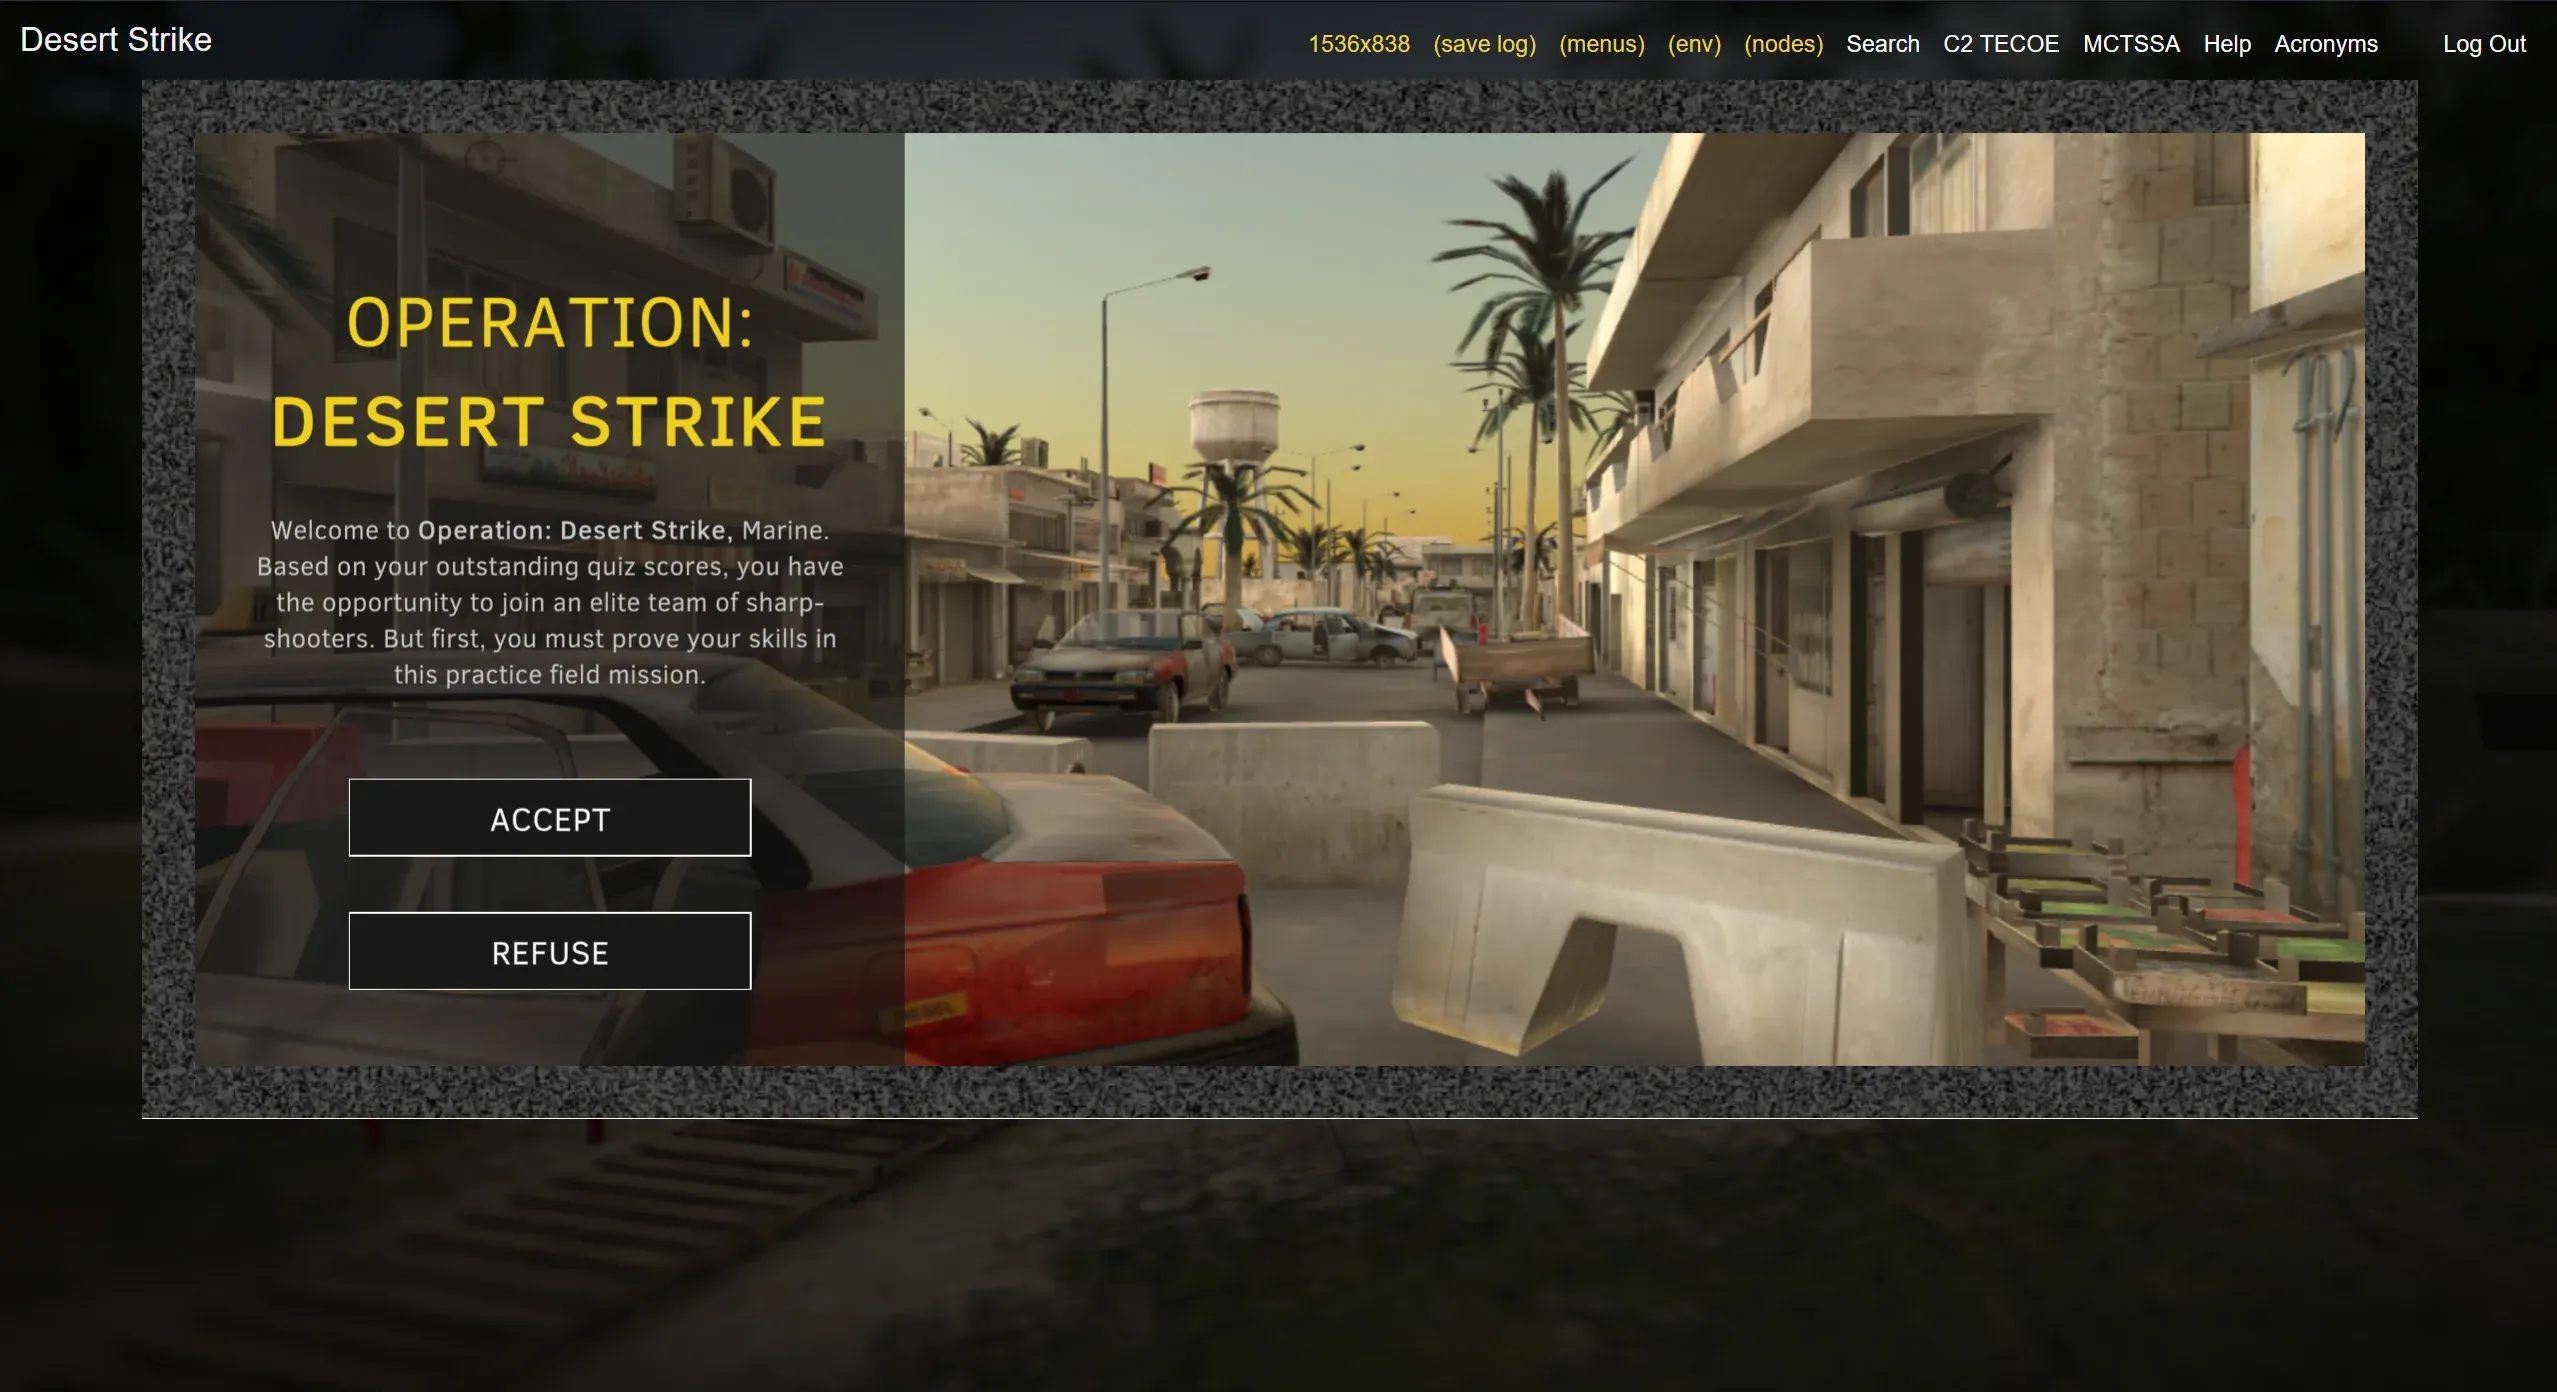 Desert Strike
1536x838 (save log) (menus) (env) (nodes) Search C2 TECOE MCTSSA Help Acronyms Log Out
OPERATION:
DESERT STRIKE
Welcome to Operation: Desert Strike, Marine.
Based on your outstanding quiz scores, you have
the opportunity to join an elite team of sharp-
shooters. But first, you must prove your skills in
this practice field mission.
ACCEPT
REFUSE